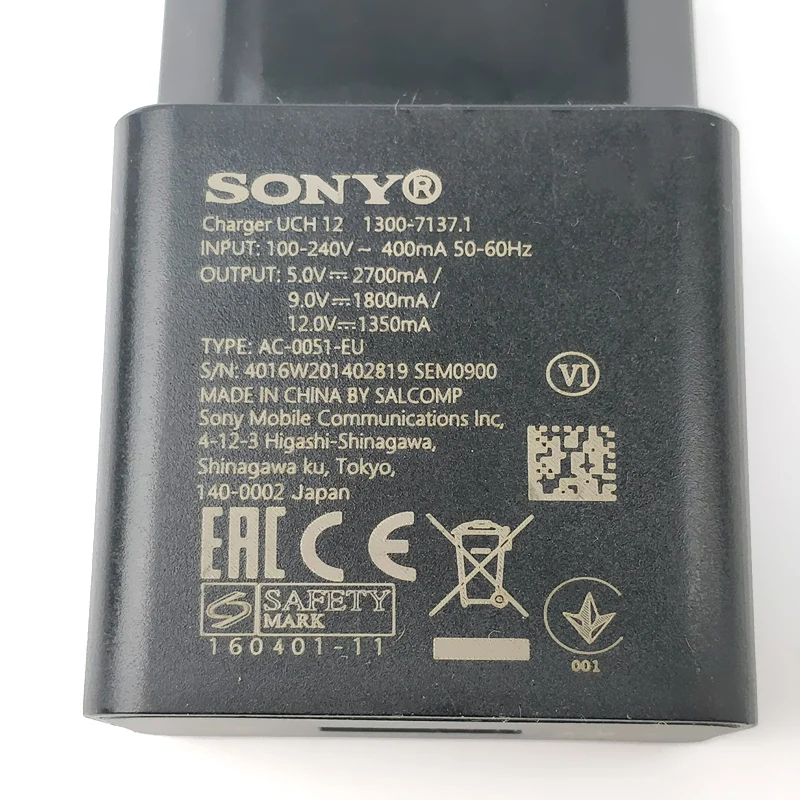 SONY®
Charger UCH 12 1300-7137.1
INPUT: 100-240V ~ 400mA 50-60Hz
OUTPUT: 5.0V⎓2700mA /
9.0V⎓1800mA /
12.0V⎓1350mA
TYPE: AC-0051-EU
S/N: 4016W201402819 SEM0900
VI
MADE IN CHINA BY SALCOMP
Sony Mobile Communications Inc,
4-12-3 Higashi-Shinagawa,
Shinagawa ku, Tokyo,
140-0002 Japan
EAC CE
SAFETY
MARK
160401-11
001